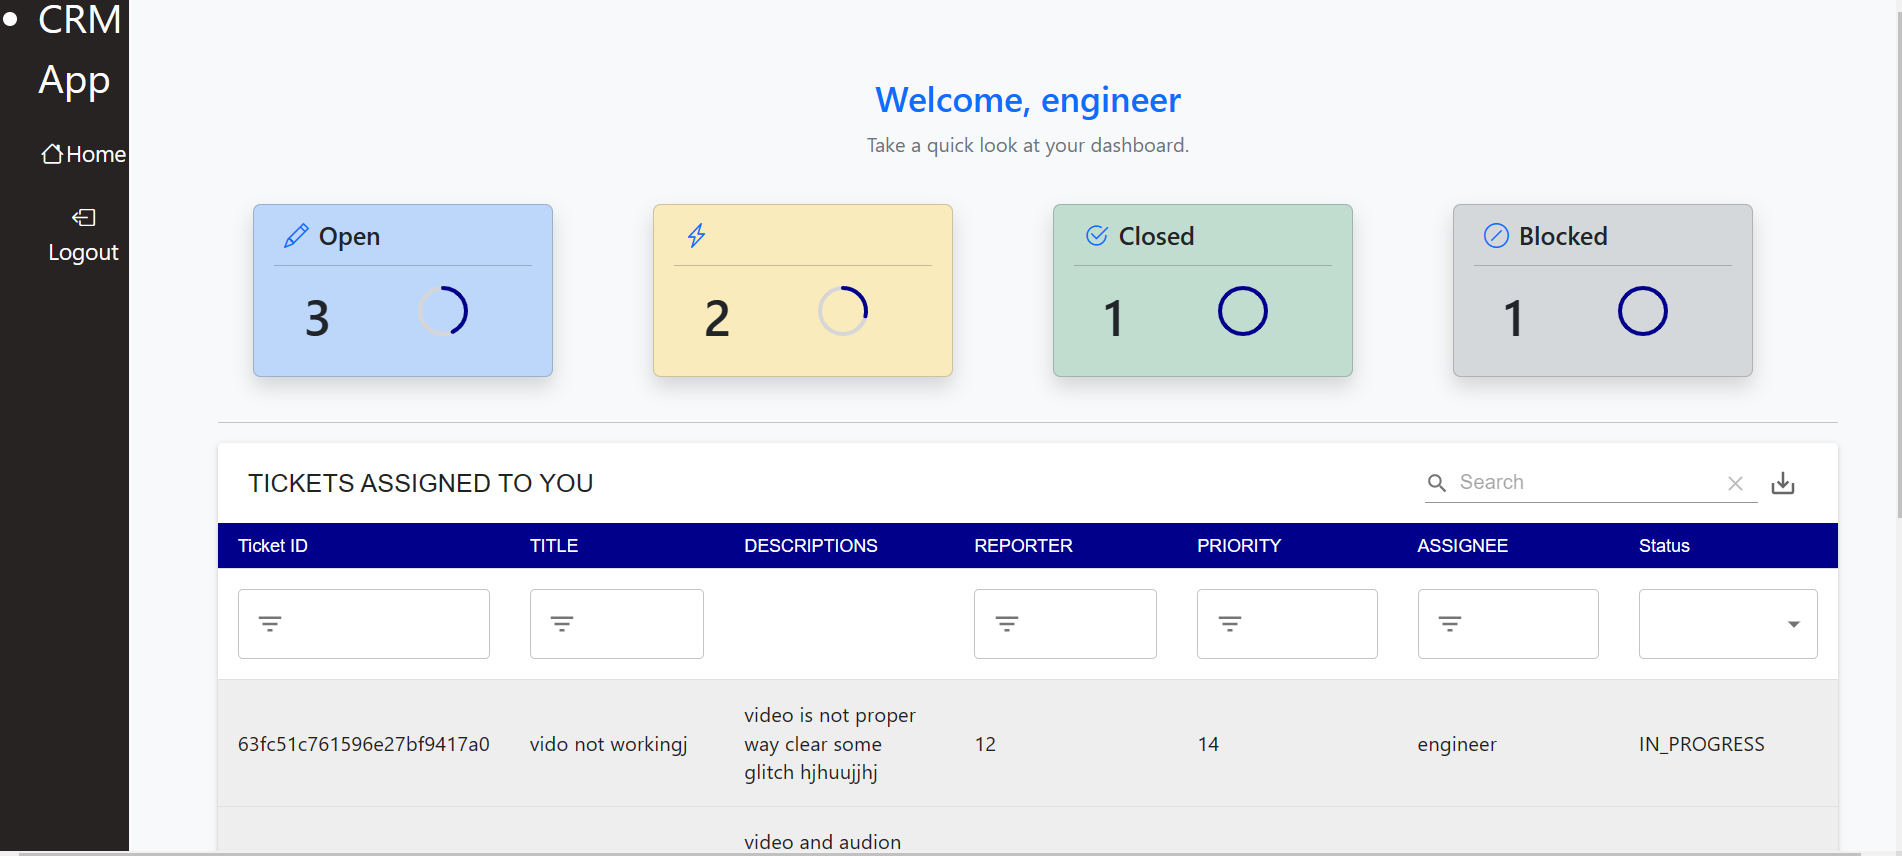 CRM
App
Home
Logout
Welcome, engineer
Take a quick look at your dashboard.
Open
Closed
Blocked
3
2
1
1
TICKETS ASSIGNED TO YOU
Search
Ticket ID TITLE DESCRIPTIONS REPORTER PRIORITY ASSIGNEE Status
video is not proper
63fc51c761596e27bf9417a0 vido not workingj way clear some 12 14 engineer IN_PROGRESS
glitch hjhuujjhj
video and audion